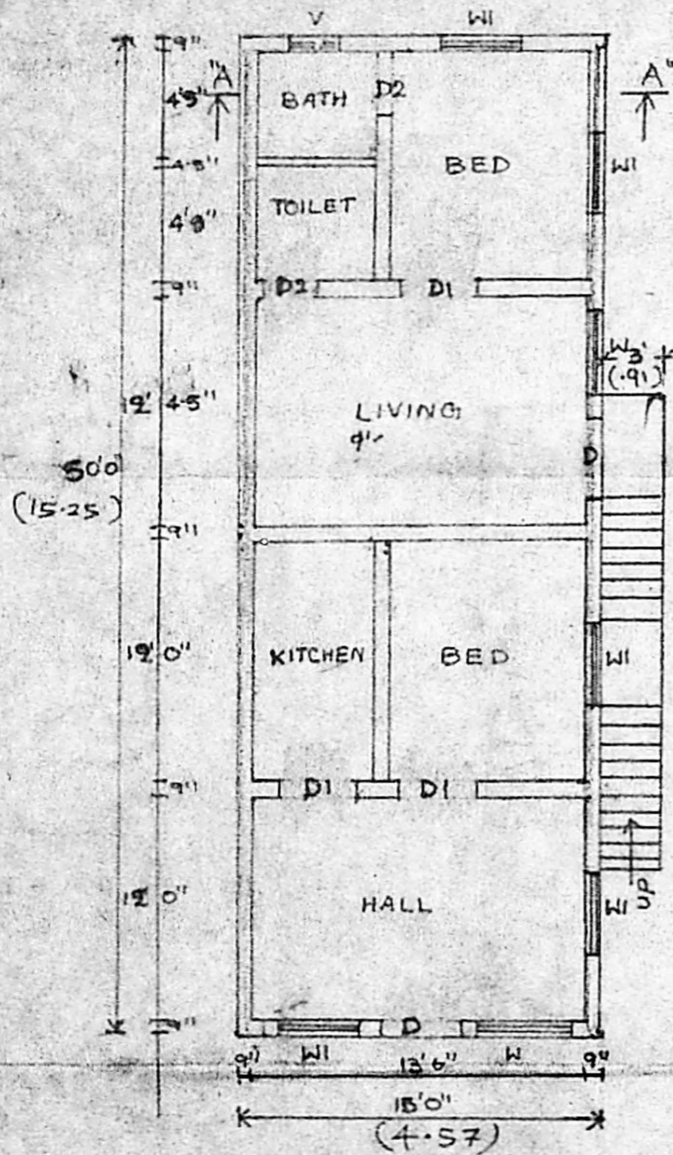 V
W1
9"
"A
A"
4'9"
BATH
D2
BED
W1
4.5"
TOILET
4'9"
9"
D2
D1
W
3'
(.91)
12' 4.5"
LIVING
50'0
(15.25)
D
9"
12' 0"
KITCHEN
BED
W1
9"
D1
D1
12' 0"
HALL
W1
UP
9"
D
9"
W1
13'6"
W
9"
15'0"
(4.57)